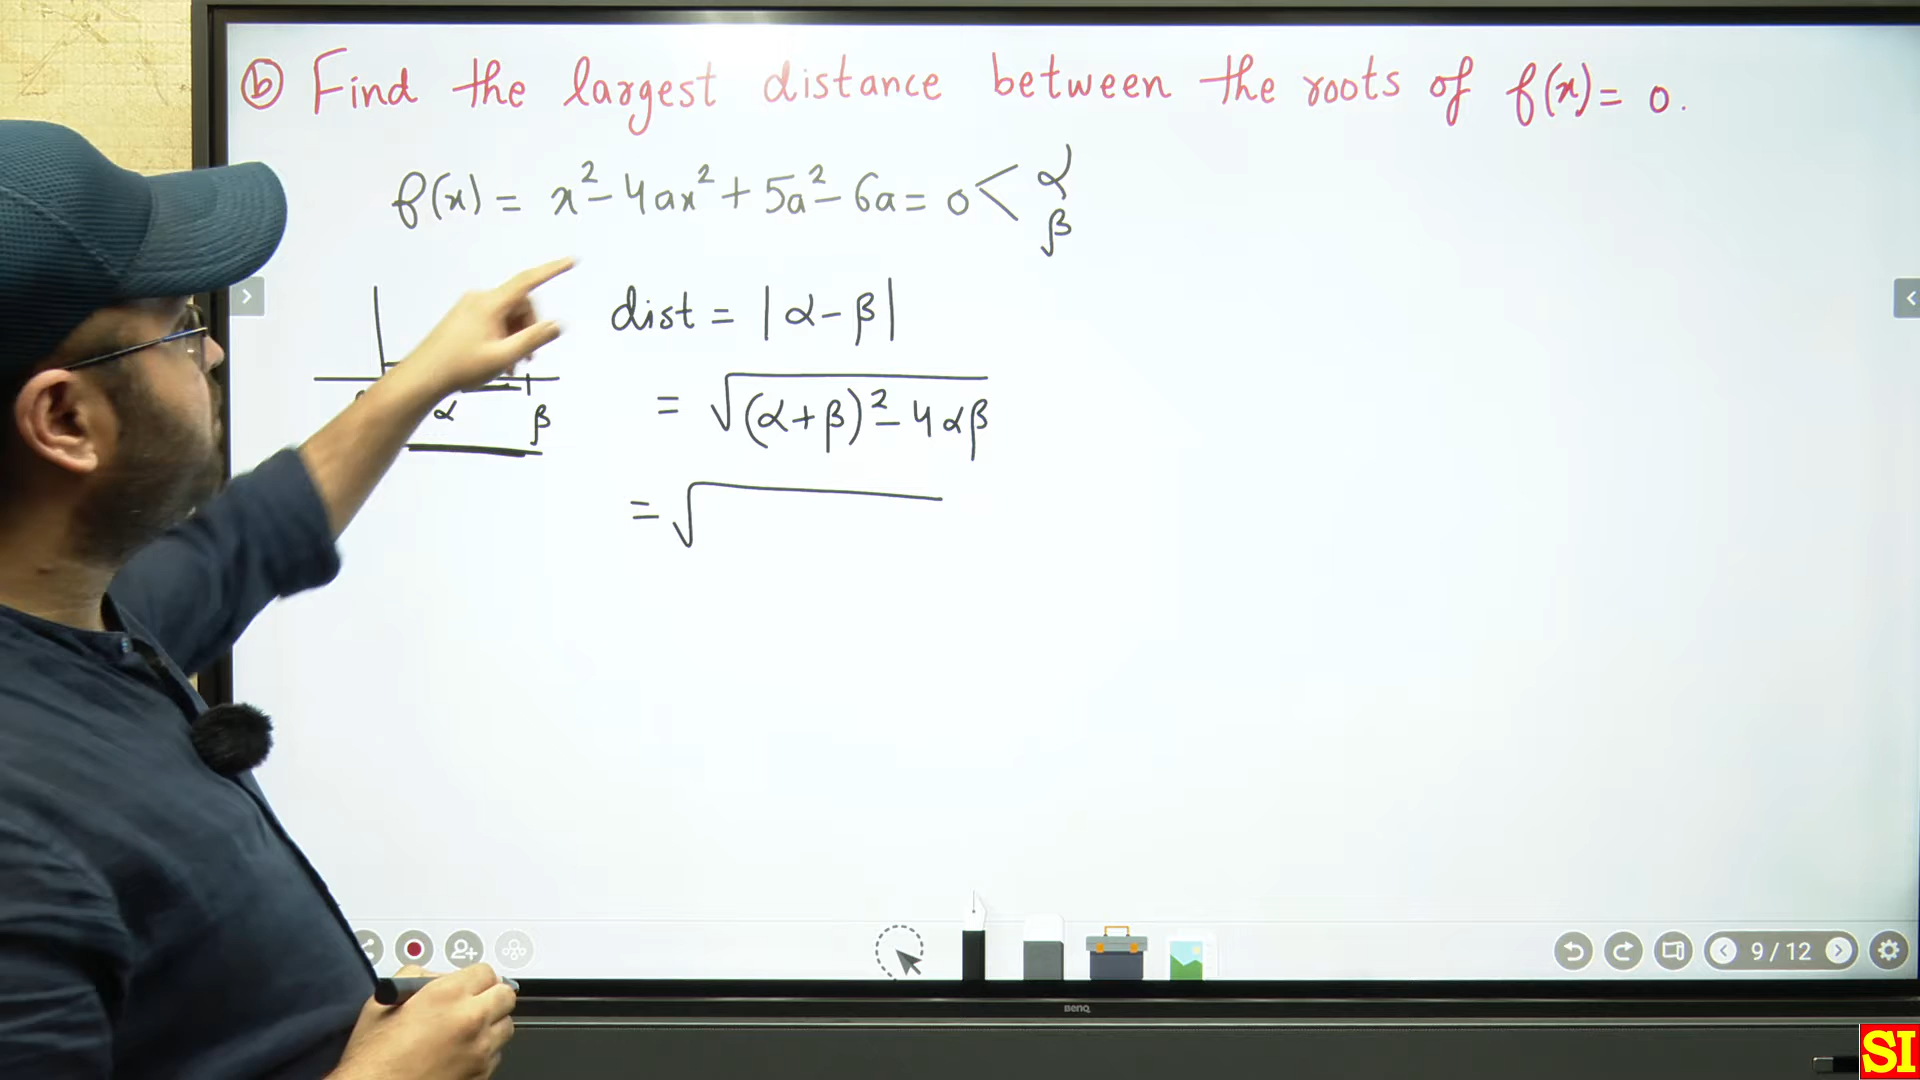 ⓑ Find the largest distance between the roots of f(x) = 0.
f(x) = x² - 4ax² + 5a² - 6a = 0 < α
β
dist = |α - β|
= √(α+β)² - 4αβ
α
β
= √
9/12
BenQ
SI